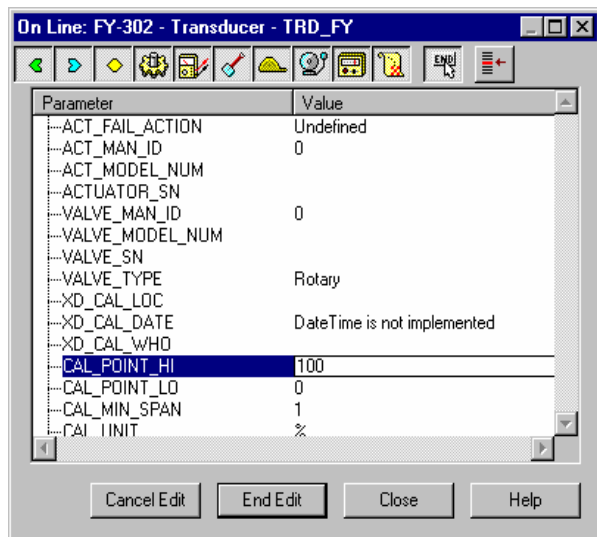 On Line: FY-302 - Transducer - TRD_FY
END
Parameter Value
ACT_FAIL_ACTION Undefined
ACT_MAN_ID 0
ACT_MODEL_NUM
ACTUATOR_SN
VALVE_MAN_ID 0
VALVE_MODEL_NUM
VALVE_SN
VALVE_TYPE Rotary
XD_CAL_LOC
XD_CAL_DATE DateTime is not implemented
XD_CAL_WHO
CAL_POINT_HI 100
CAL_POINT_LO 0
CAL_MIN_SPAN 1
CAL_UNIT %
Cancel Edit End Edit Close Help